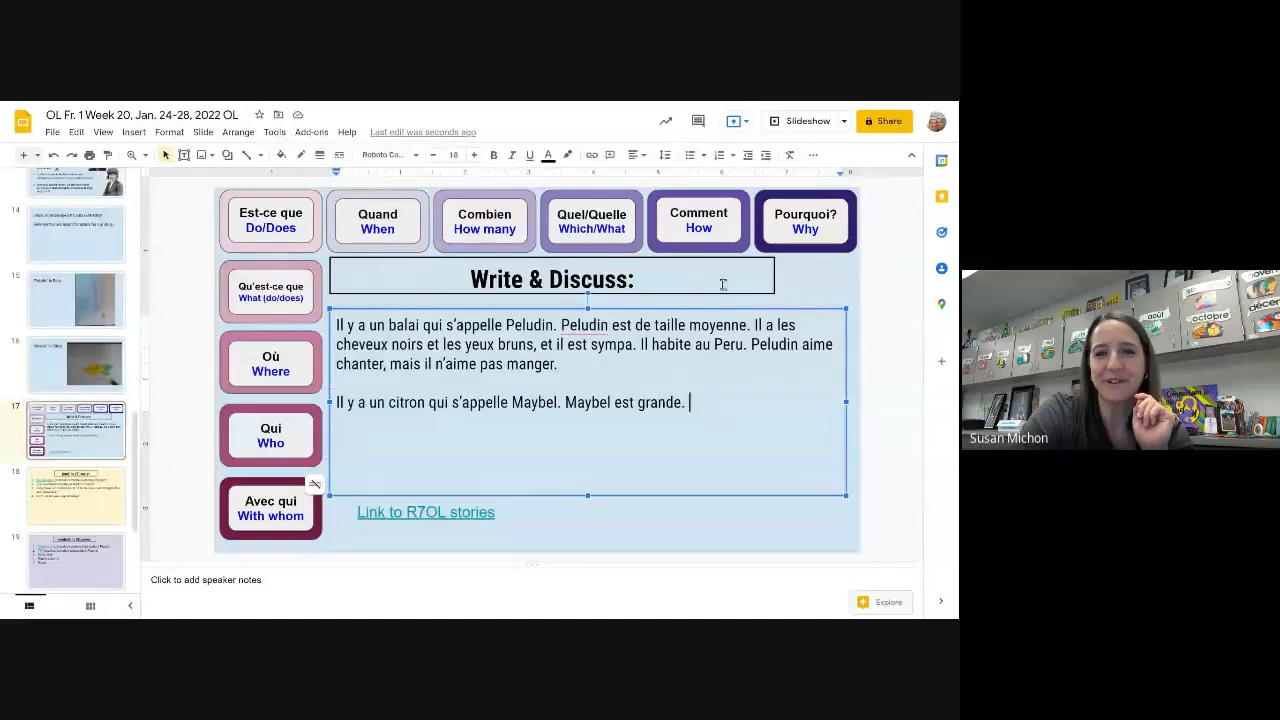 OL Fr. 1 Week 20, Jan. 24-28, 2022 OL
File Edit View Insert Format Slide Arrange Tools Add-ons Help Last edit was seconds ago
Slideshow
Share
Roboto Co...
18
14
15
16
17
18
19
Est-ce que
Do/Does
Quand
When
Combien
How many
Quel/Quelle
Which/What
Comment
How
Pourquoi?
Why
Qu'est-ce que
What (do/does)
Où
Where
Qui
Who
Avec qui
With whom
Write & Discuss:
Il y a un balai qui s'appelle Peludin. Peludin est de taille moyenne. Il a les
cheveux noirs et les yeux bruns, et il est sympa. Il habite au Peru. Peludin aime
chanter, mais il n'aime pas manger.
Il y a un citron qui s'appelle Maybel. Maybel est grande.
Link to R7OL stories
Click to add speaker notes
Explore
Susan Michon
août
octobre